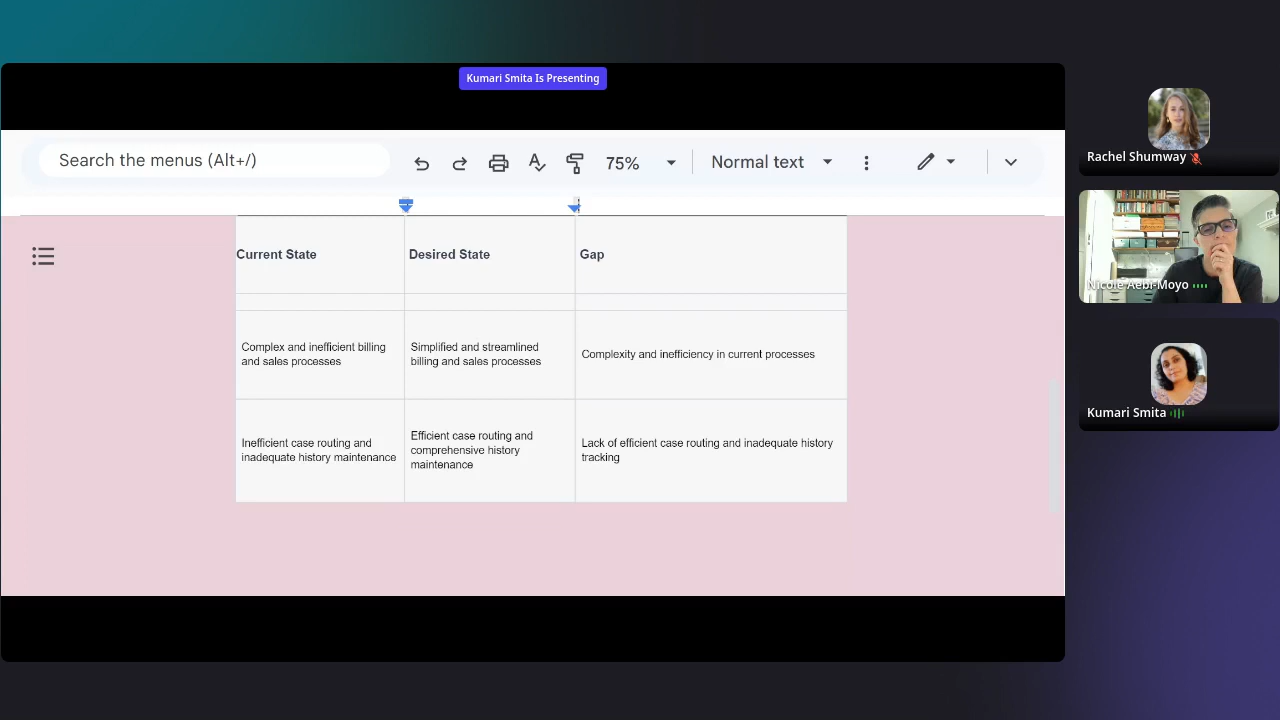 Kumari Smita Is Presenting
Search the menus (Alt+/)
75%
Normal text
Current State
Desired State
Gap
Complex and inefficient billing
and sales processes
Simplified and streamlined
billing and sales processes
Complexity and inefficiency in current processes
Inefficient case routing and
inadequate history maintenance
Efficient case routing and
comprehensive history
maintenance
Lack of efficient case routing and inadequate history
tracking
Rachel Shumway
Nicole Aebi-Moyo
Kumari Smita